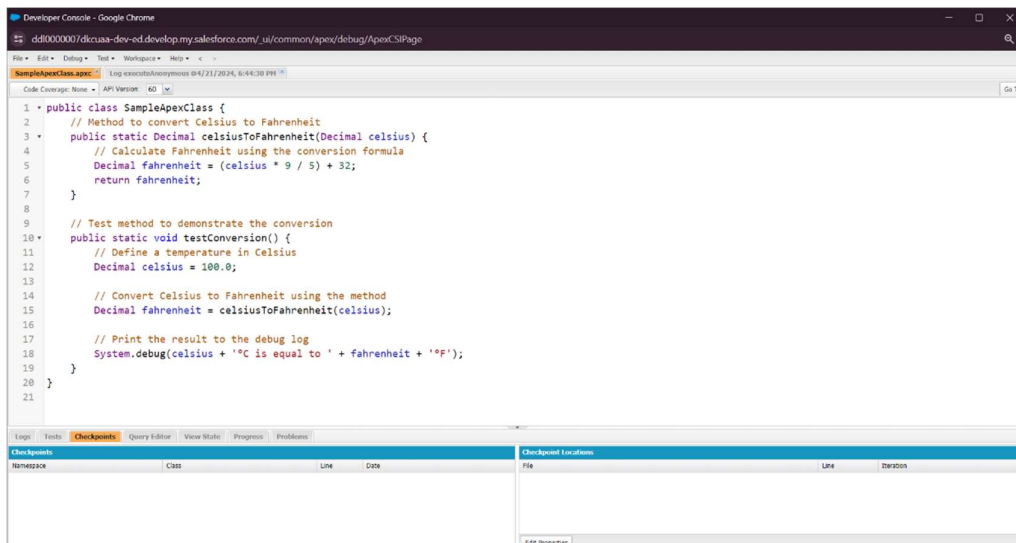 Developer Console - Google Chrome
ddl0000007dkcuaa-dev-ed.develop.my.salesforce.com/_ui/common/apex/debug/ApexCSIPage
File Edit Debug Test Workspace Help < >
SampleApexClass.apxc Log executeAnonymous @4/21/2024, 6:44:30 PM
Code Coverage: None API Version: 60 Go T
1 public class SampleApexClass {
2 // Method to convert Celsius to Fahrenheit
3 public static Decimal celsiusToFahrenheit(Decimal celsius) {
4 // Calculate Fahrenheit using the conversion formula
5 Decimal fahrenheit = (celsius * 9 / 5) + 32;
6 return fahrenheit;
7 }
8
9 // Test method to demonstrate the conversion
10 public static void testConversion() {
11 // Define a temperature in Celsius
12 Decimal celsius = 100.0;
13
14 // Convert Celsius to Fahrenheit using the method
15 Decimal fahrenheit = celsiusToFahrenheit(celsius);
16
17 // Print the result to the debug log
18 System.debug(celsius + '°C is equal to ' + fahrenheit + '°F');
19 }
20 }
21
Logs Tests Checkpoints Query Editor View State Progress Problems
Checkpoints Checkpoint Locations
Namespace Class Line Date File Line Iteration
Edit Properties